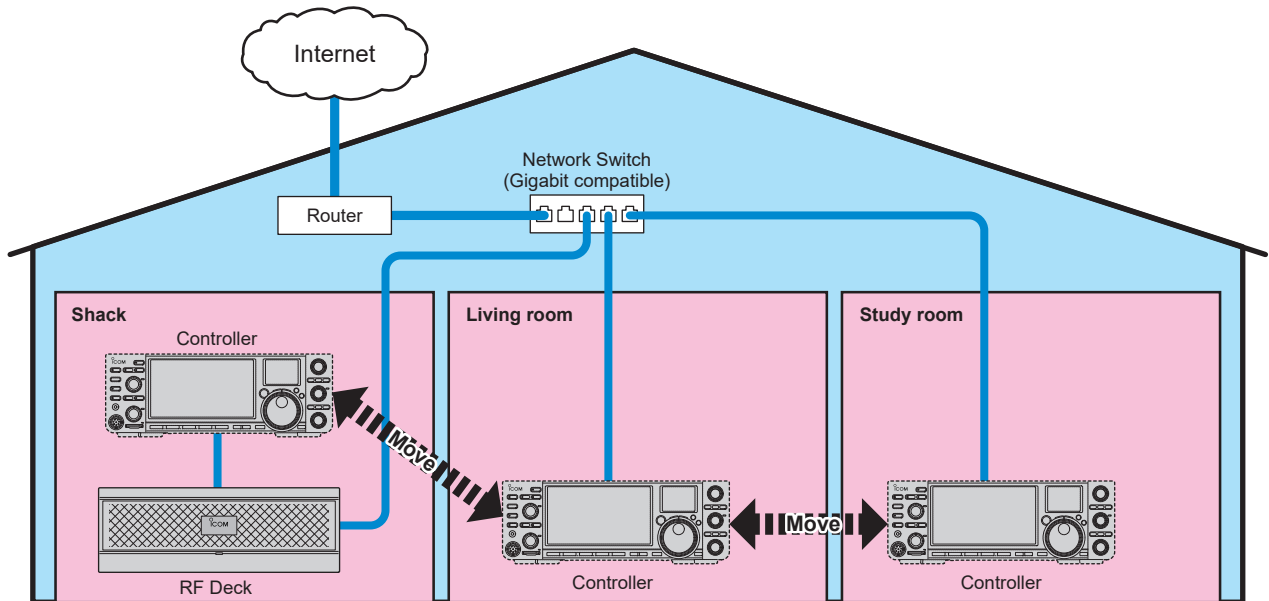 Internet
Network Switch
(Gigabit compatible)
Router
Shack
Living room
Study room
Controller
ICOM
Move
ICOM
ICOM
Move
ICOM
RF Deck
Controller
Controller